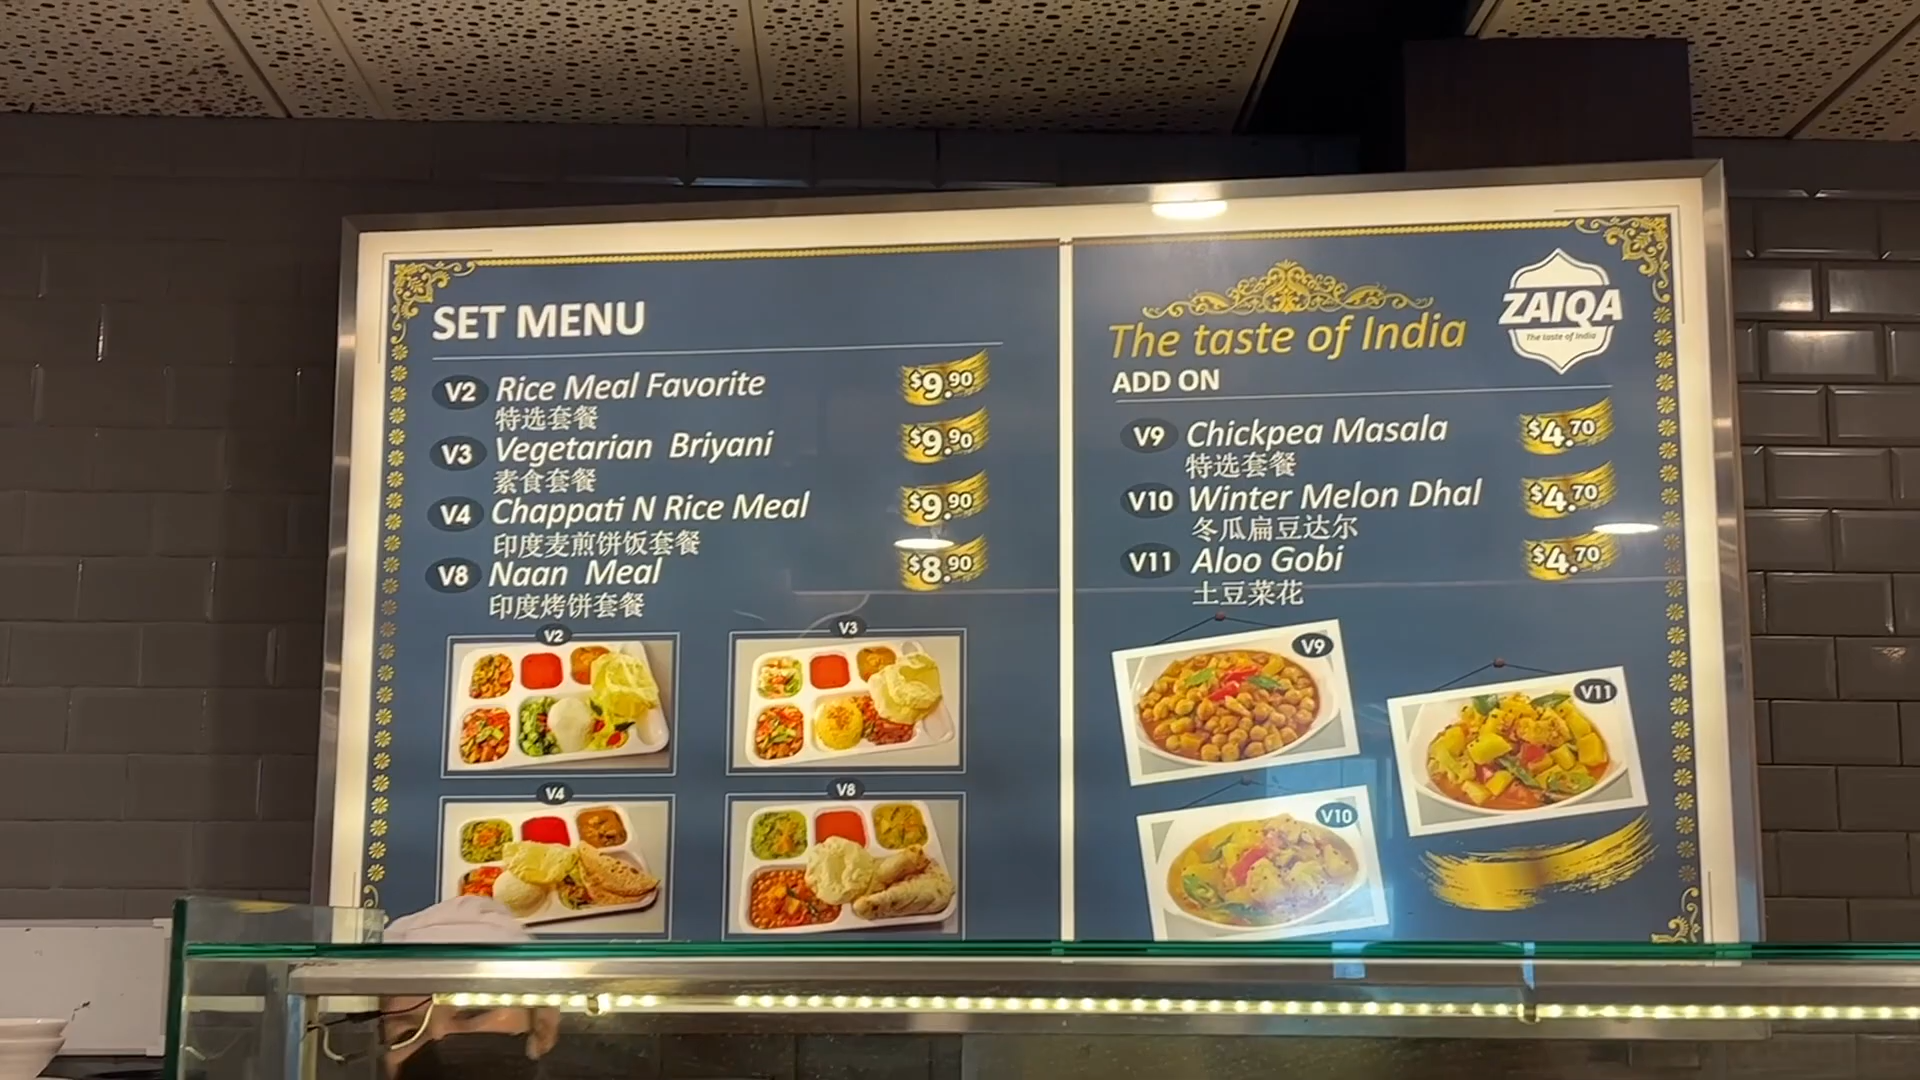 SET MENU
V2 Rice Meal Favorite $9.90
特选套餐
V3 Vegetarian Briyani $9.90
素食套餐
V4 Chappati N Rice Meal $9.90
印度麦煎饼饭套餐
V8 Naan Meal $8.90
印度烤饼套餐
V2
V3
V4
V8
The taste of India
ZAIQA
The taste of India
ADD ON
V9 Chickpea Masala $4.70
特选套餐
V10 Winter Melon Dhal $4.70
冬瓜扁豆达尔
V11 Aloo Gobi $4.70
土豆菜花
V9
V11
V10